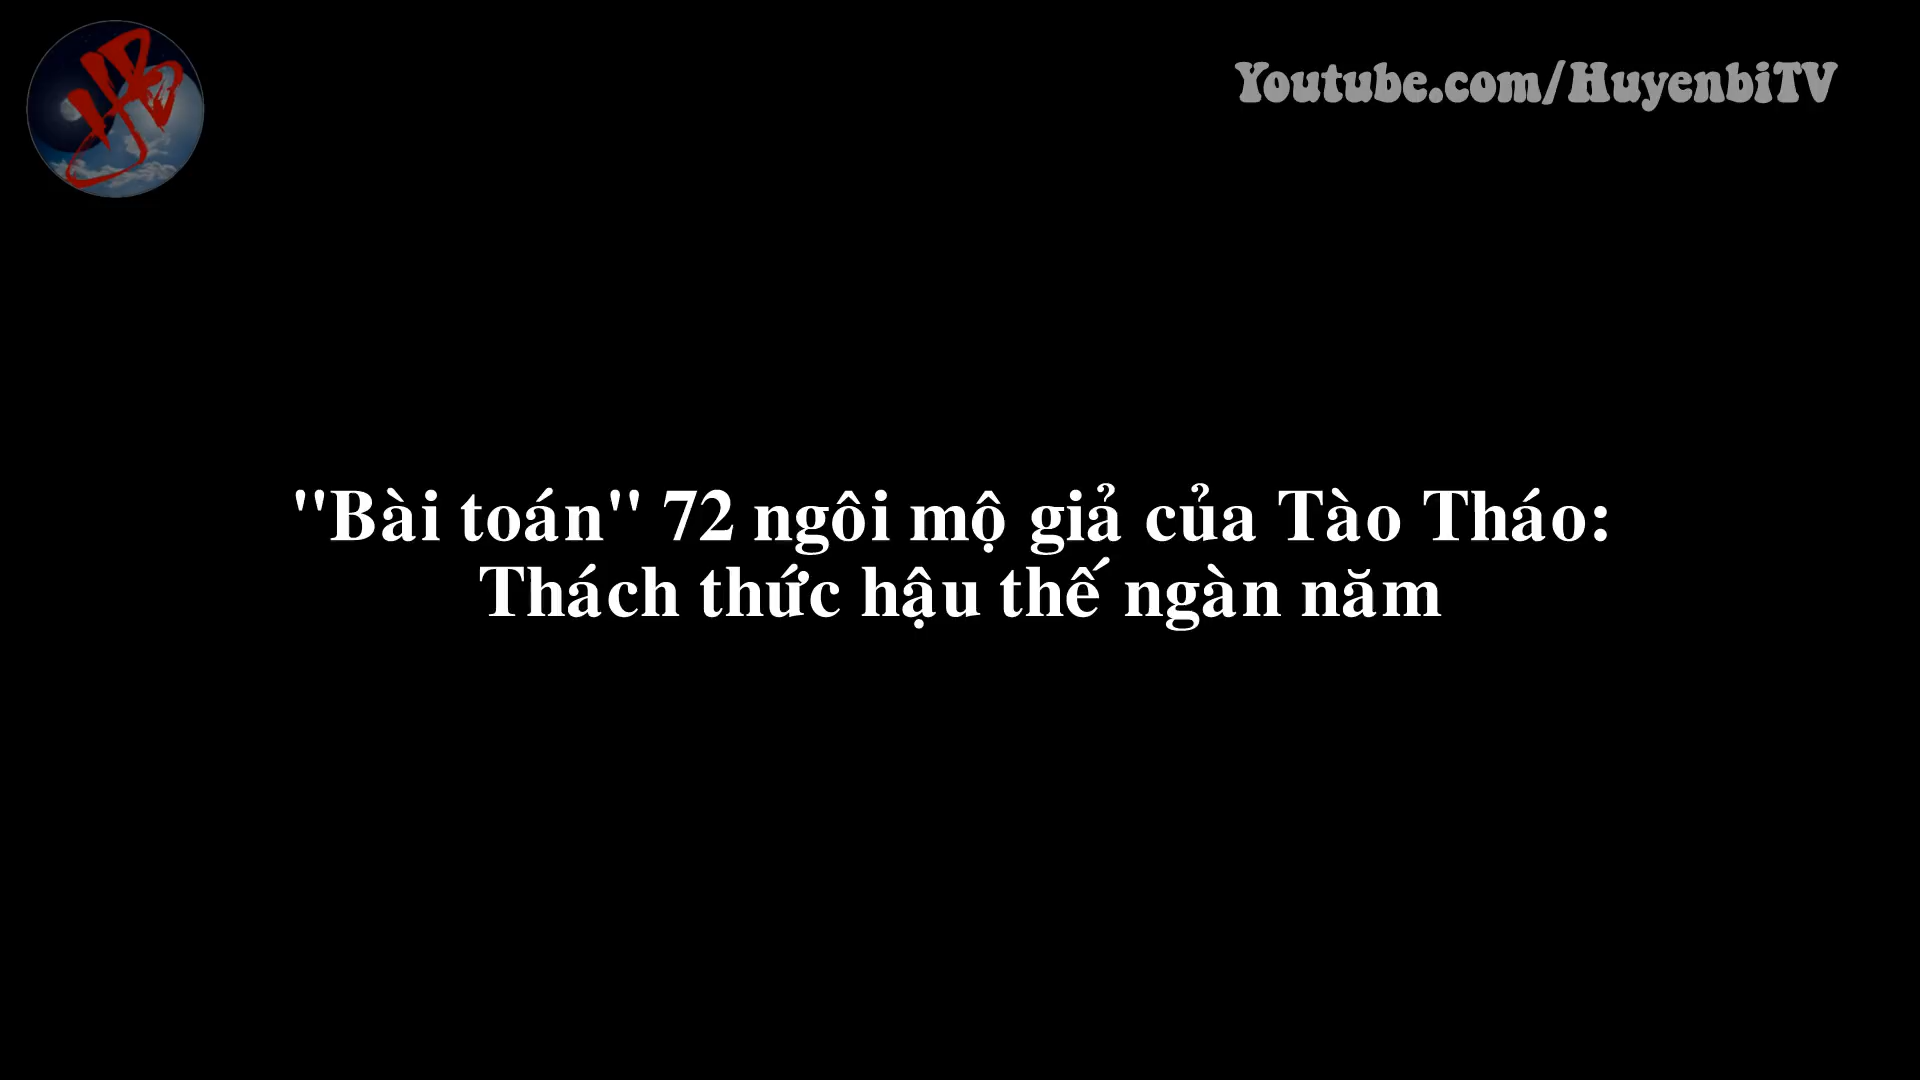 Youtube.com/HuyenbiTV
"Bài toán" 72 ngôi mộ giả của Tào Tháo:
Thách thức hậu thế ngàn năm